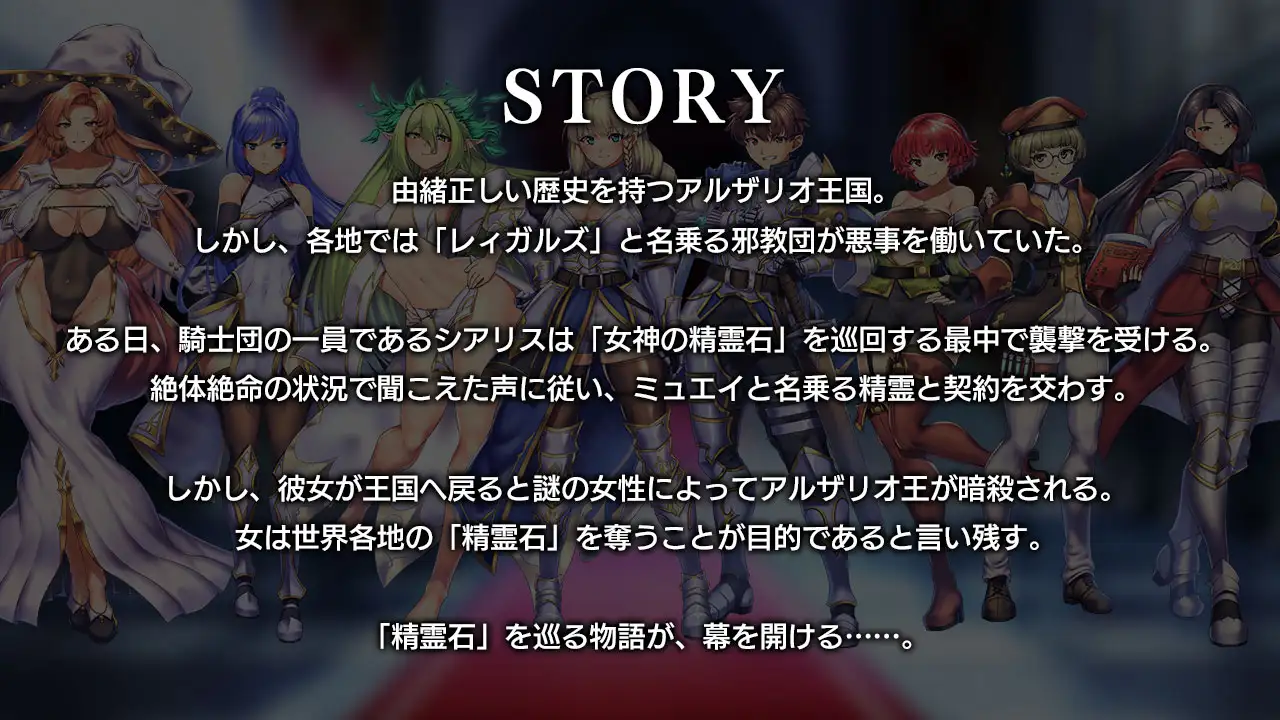 STORY
由緒正しい歴史を持つアルザリオ王国。
しかし、各地では「レィガルズ」と名乗る邪教団が悪事を働いていた。
ある日、騎士団の一員であるシアリスは「女神の精霊石」を巡回する最中で襲撃を受ける。
絶体絶命の状況で聞こえた声に従い、ミュエイと名乗る精霊と契約を交わす。
しかし、彼女が王国へ戻ると謎の女性によってアルザリオ王が暗殺される。
女は世界各地の「精霊石」を奪うことが目的であると言い残す。
「精霊石」を巡る物語が、幕を開ける……。